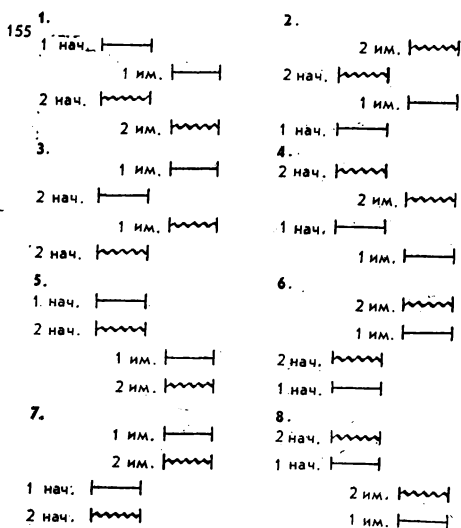 155
1.
1 нач.
1 им.
2 нач.
2 им.
2.
2 им.
2 нач.
1 им.
1 нач.
3.
1 им.
2 нач.
1 им.
2 нач.
4.
2 нач.
2 им.
1 нач.
1 им.
5.
1. нач.
2 нач.
1 им.
2 им.
6.
2 им.
1 им.
2 нач.
1 нач.
7.
1 им.
2 им.
1 нач.
2 нач.
8.
2 нач.
1 нач.
2 им.
1 им.